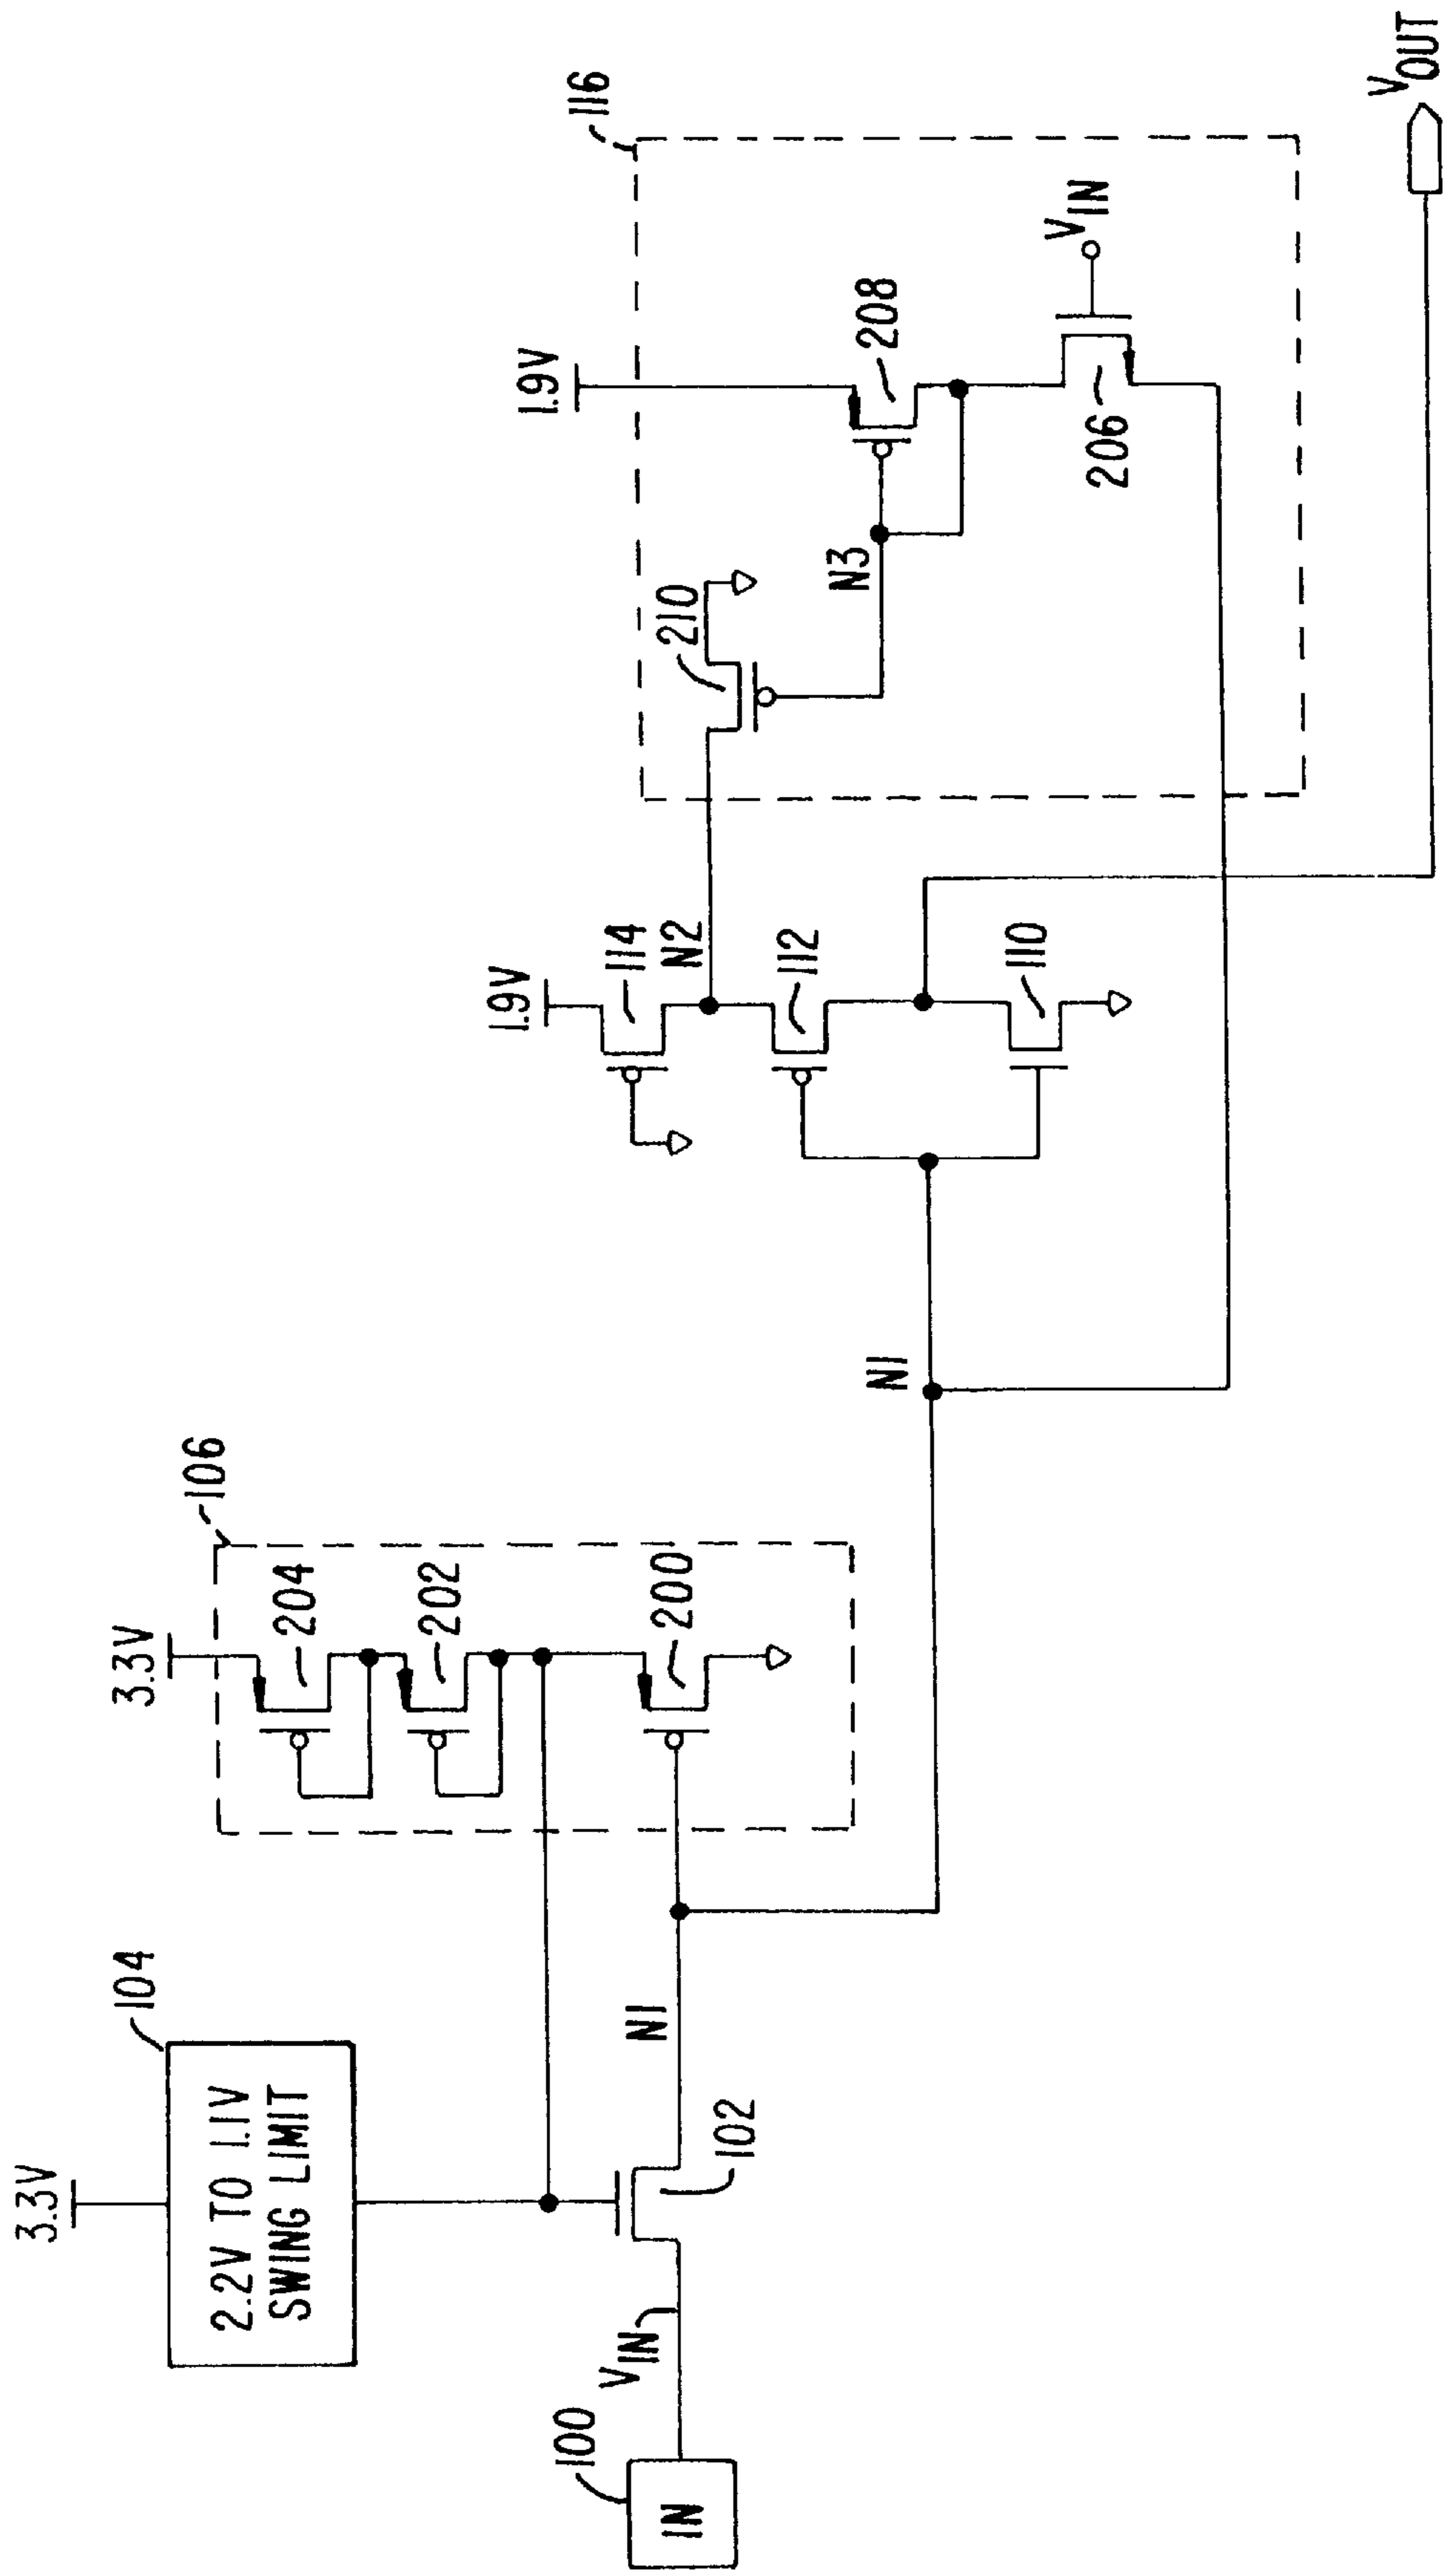 3.3V
104
2.2V TO 1.1V
SWING LIMIT
100
IN
VIN
102
N1
106
3.3V
204
202
200
N1
1.9V
114
N2
112
110
116
210
N3
1.9V
208
206
VIN
VOUT